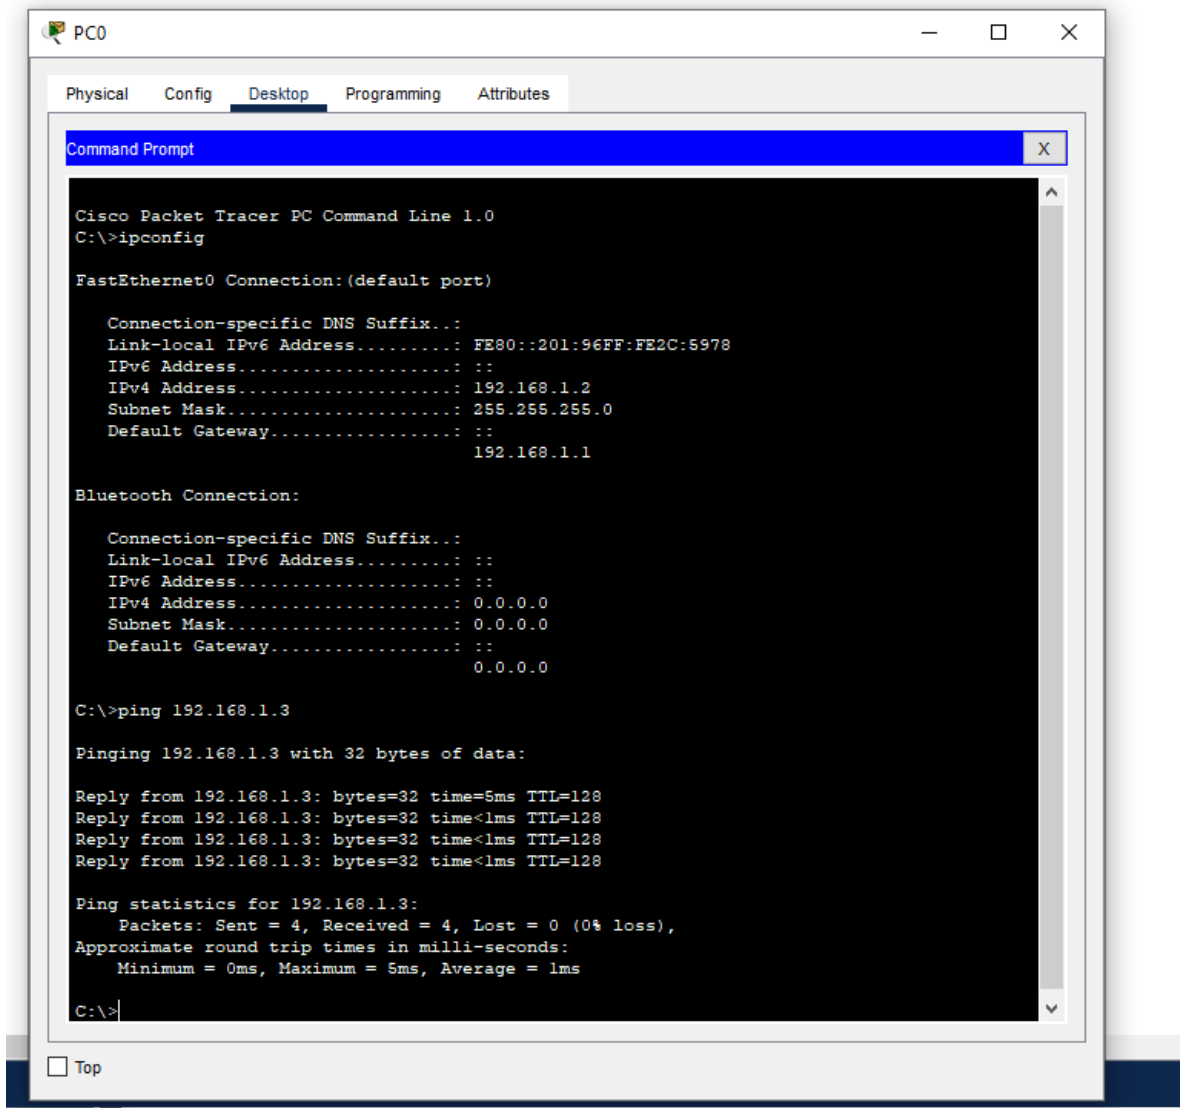 PC0
Physical Config Desktop Programming Attributes
Command Prompt X
Cisco Packet Tracer PC Command Line 1.0
C:\>ipconfig
FastEthernet0 Connection:(default port)
Connection-specific DNS Suffix..:
Link-local IPv6 Address.........: FE80::201:96FF:FE2C:5978
IPv6 Address....................: ::
IPv4 Address....................: 192.168.1.2
Subnet Mask.....................: 255.255.255.0
Default Gateway.................: ::
192.168.1.1
Bluetooth Connection:
Connection-specific DNS Suffix..:
Link-local IPv6 Address.........: ::
IPv6 Address....................: ::
IPv4 Address....................: 0.0.0.0
Subnet Mask.....................: 0.0.0.0
Default Gateway.................: ::
0.0.0.0
C:\>ping 192.168.1.3
Pinging 192.168.1.3 with 32 bytes of data:
Reply from 192.168.1.3: bytes=32 time=5ms TTL=128
Reply from 192.168.1.3: bytes=32 time<1ms TTL=128
Reply from 192.168.1.3: bytes=32 time<1ms TTL=128
Reply from 192.168.1.3: bytes=32 time<1ms TTL=128
Ping statistics for 192.168.1.3:
Packets: Sent = 4, Received = 4, Lost = 0 (0% loss),
Approximate round trip times in milli-seconds:
Minimum = 0ms, Maximum = 5ms, Average = 1ms
C:\>
Top